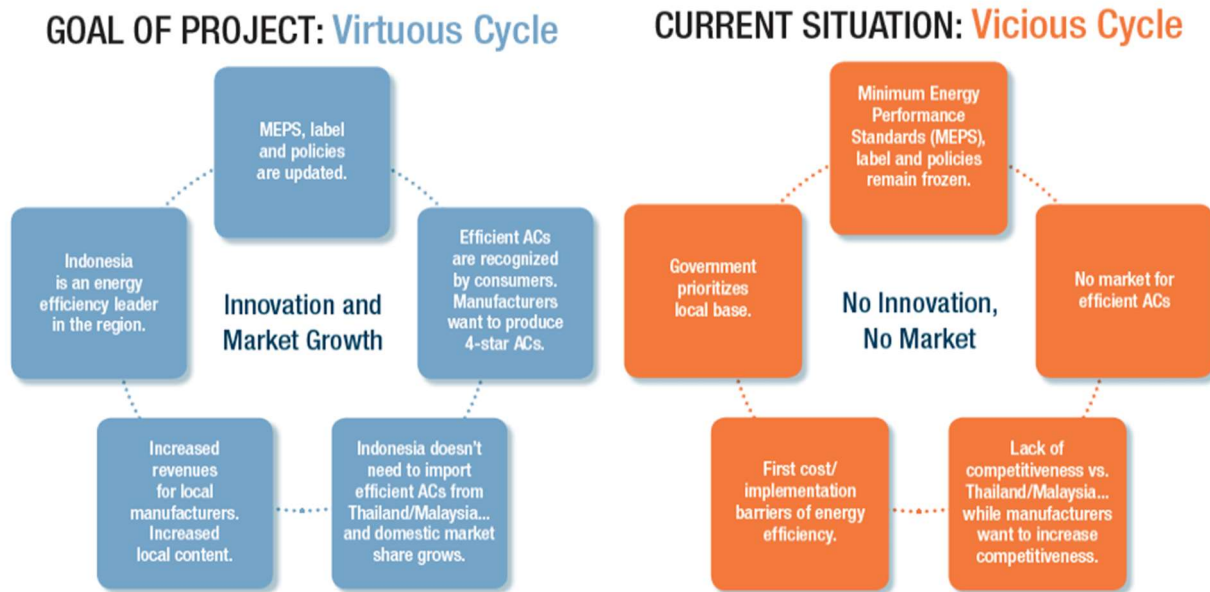 GOAL OF PROJECT: Virtuous Cycle
MEPS, label
and policies
are updated.
Efficient ACs
are recognized
by consumers.
Manufacturers
want to produce
4-star ACs.
Indonesia doesn't
need to import
efficient ACs from
Thailand/Malaysia...
and domestic market
share grows.
Increased
revenues
for local
manufacturers.
Increased
local content.
Indonesia
is an energy
efficiency leader
in the region.
Innovation and
Market Growth
CURRENT SITUATION: Vicious Cycle
Minimum Energy
Performance
Standards (MEPS),
label and policies
remain frozen.
No market for
efficient ACs
Lack of
competitiveness vs.
Thailand/Malaysia...
while manufacturers
want to increase
competitiveness.
First cost/
implementation
barriers of energy
efficiency.
Government
prioritizes
local base.
No Innovation,
No Market